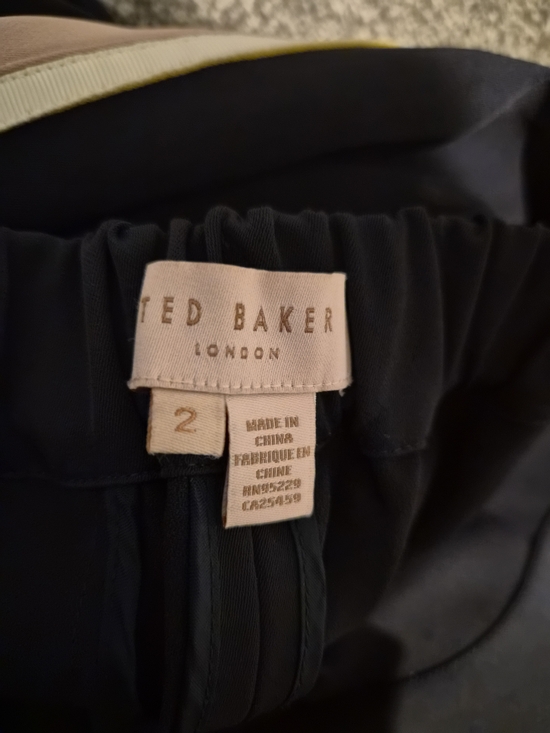 TED BAKER
LONDON
2
MADE IN
CHINA
FABRIQUE EN
CHINE
RN95229
CA25459